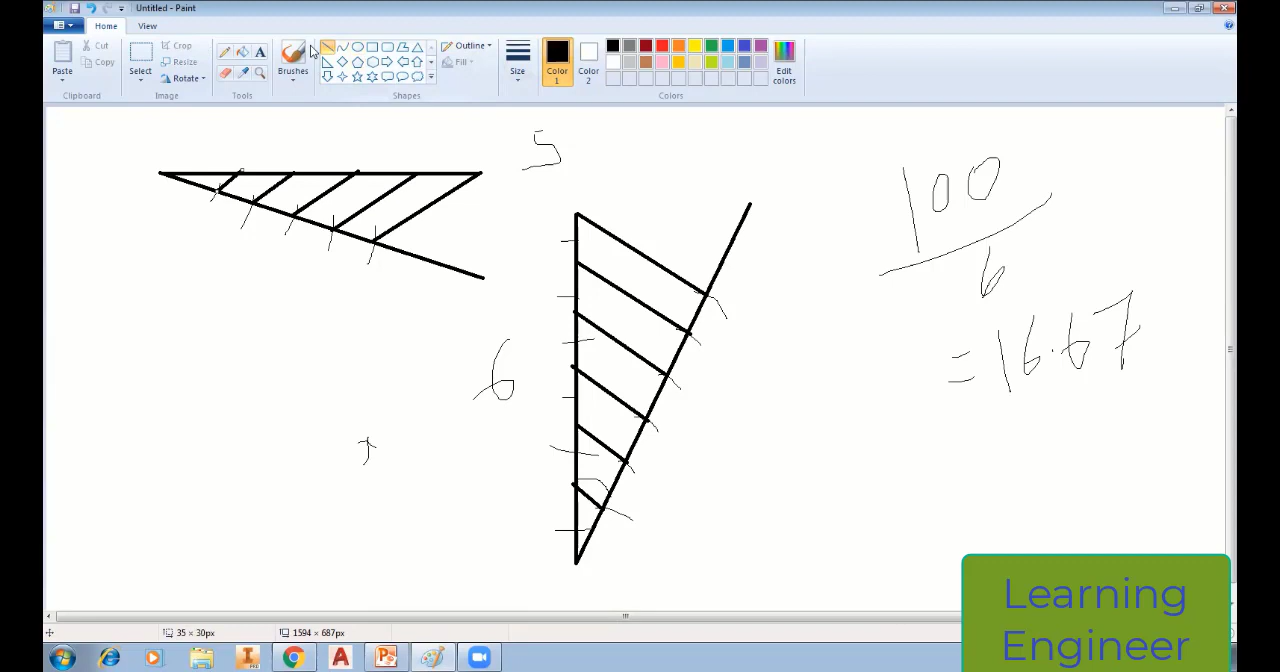 Untitled - Paint
Home View
Paste
Cut
Copy
Clipboard
Select
Crop
Resize
Rotate
Image
A
Tools
Brushes
Outline
Fill
Shapes
Size
Color 1
Color 2
Edit colors
Colors
5
100
6
= 16.67
6
35 × 30px
1594 × 687px
Learning
Engineer